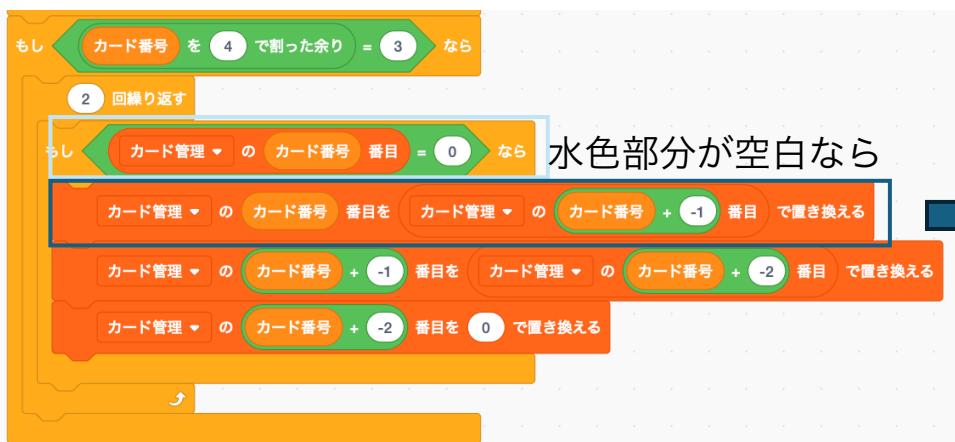 もし カード番号 を 4 で割った余り = 3 なら
2 回繰り返す
もし カード管理 の カード番号 番目 = 0 なら 水色部分が空白なら
カード管理 の カード番号 番目を カード管理 の カード番号 + -1 番目 で置き換える
カード管理 の カード番号 + -1 番目を カード管理 の カード番号 + -2 番目 で置き換える
カード管理 の カード番号 + -2 番目を 0 で置き換える